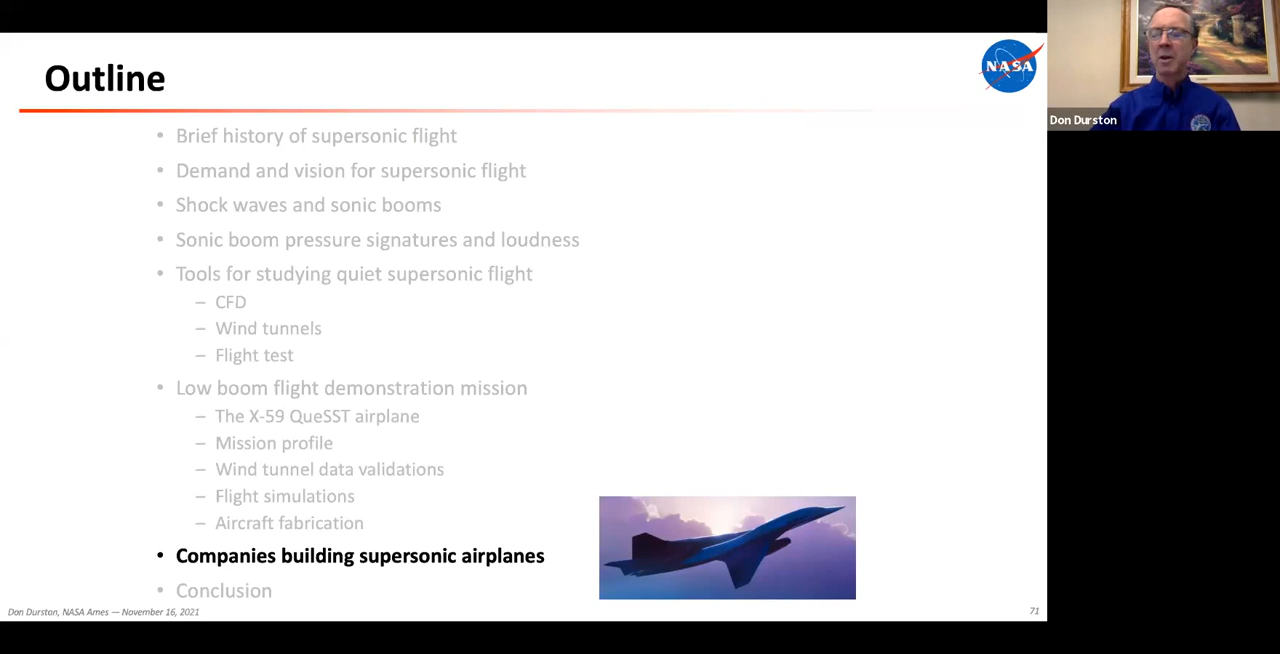 Outline
NASA
Don Durston
• Brief history of supersonic flight
• Demand and vision for supersonic flight
• Shock waves and sonic booms
• Sonic boom pressure signatures and loudness
• Tools for studying quiet supersonic flight
– CFD
– Wind tunnels
– Flight test
• Low boom flight demonstration mission
– The X-59 QueSST airplane
– Mission profile
– Wind tunnel data validations
– Flight simulations
– Aircraft fabrication
• Companies building supersonic airplanes
• Conclusion
Don Durston, NASA Ames — November 16, 2021
71